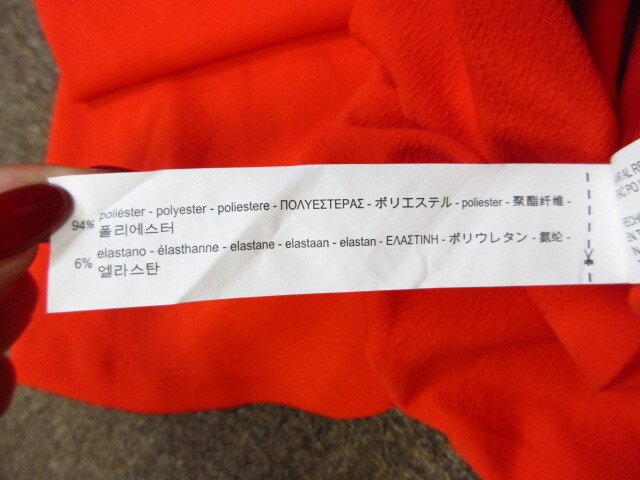 94% poliéster - polyester - poliestere - ΠΟΛΥΕΣΤΕΡΑΣ - ポリエステル - poliester - 聚酯纤维 -
폴리에스터
6% elastano - élasthanne - elastane - elastaan - elastan - ΕΛΑΣΤΙΝΗ - ポリウレタン - 氨纶 -
엘라스탄